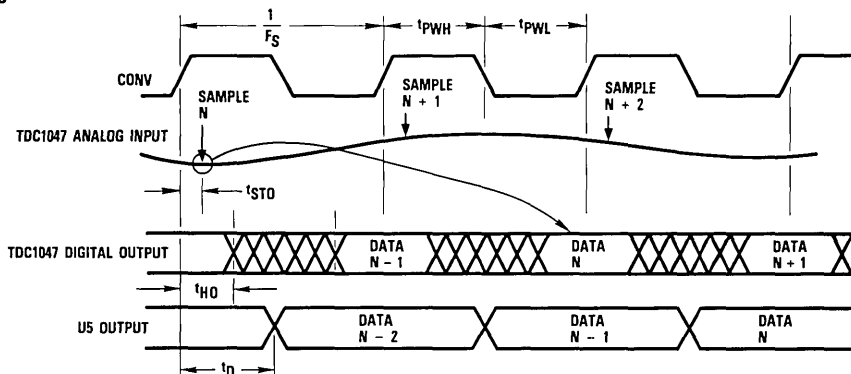 1
F_S
t_PWH
t_PWL
CONV
SAMPLE
N
SAMPLE
N + 1
SAMPLE
N + 2
TDC1047 ANALOG INPUT
t_STO
TDC1047 DIGITAL OUTPUT
DATA
N - 1
DATA
N
DATA
N + 1
t_HO
U5 OUTPUT
DATA
N - 2
DATA
N - 1
DATA
N
t_D